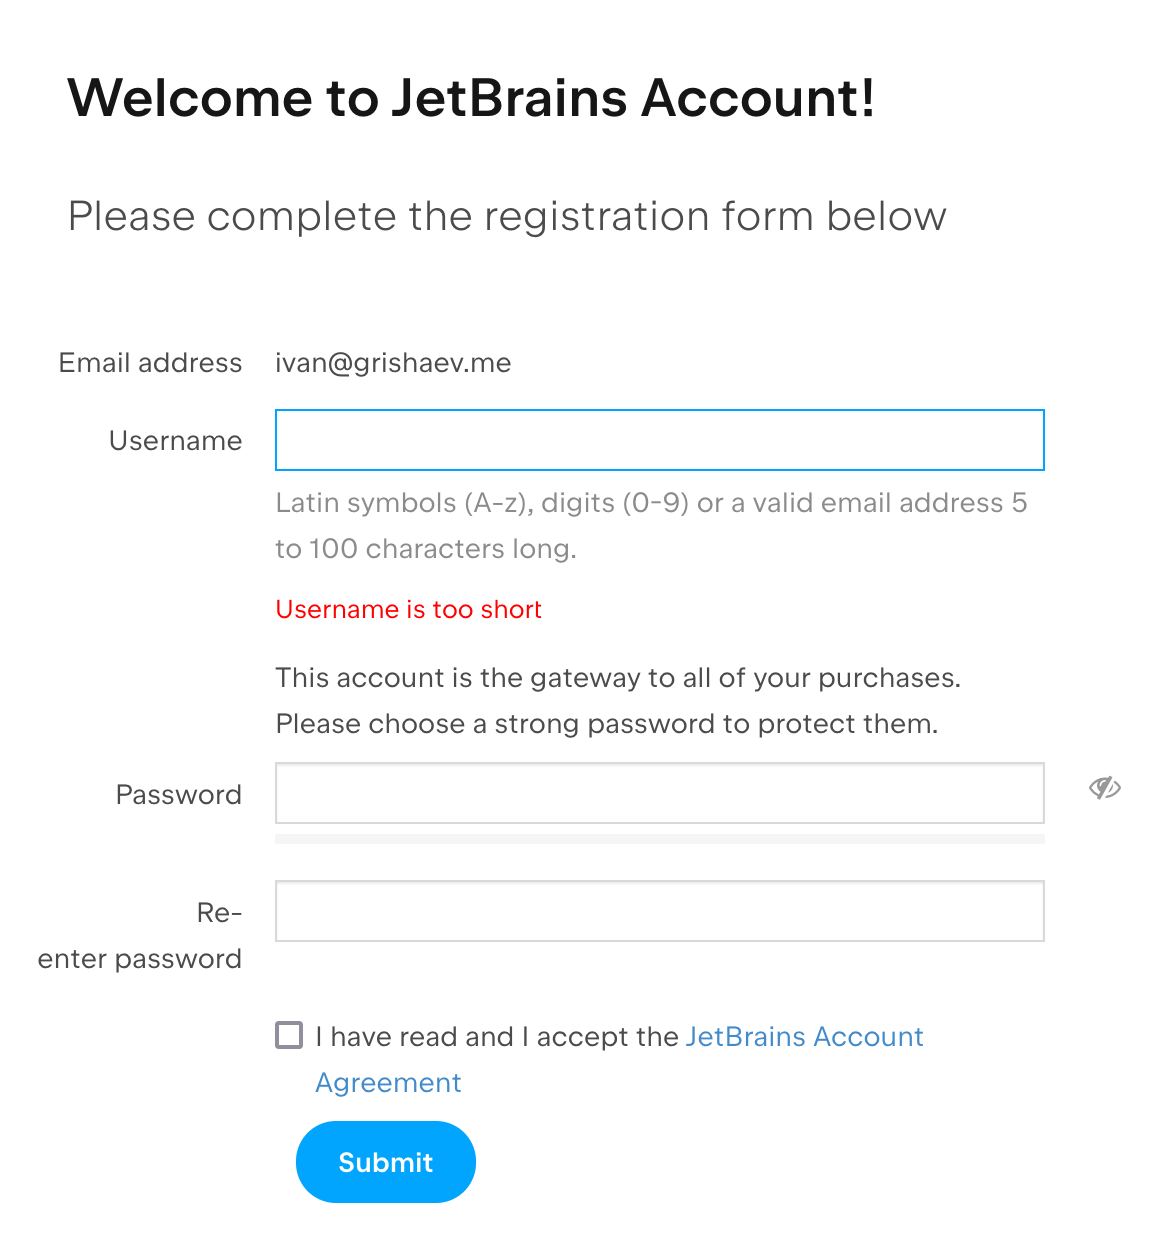 Welcome to JetBrains Account!
Please complete the registration form below
Email address ivan@grishaev.me
Username
Latin symbols (A-z), digits (0-9) or a valid email address 5
to 100 characters long.
Username is too short
This account is the gateway to all of your purchases.
Please choose a strong password to protect them.
Password
Re-
enter password
I have read and I accept the JetBrains Account
Agreement
Submit